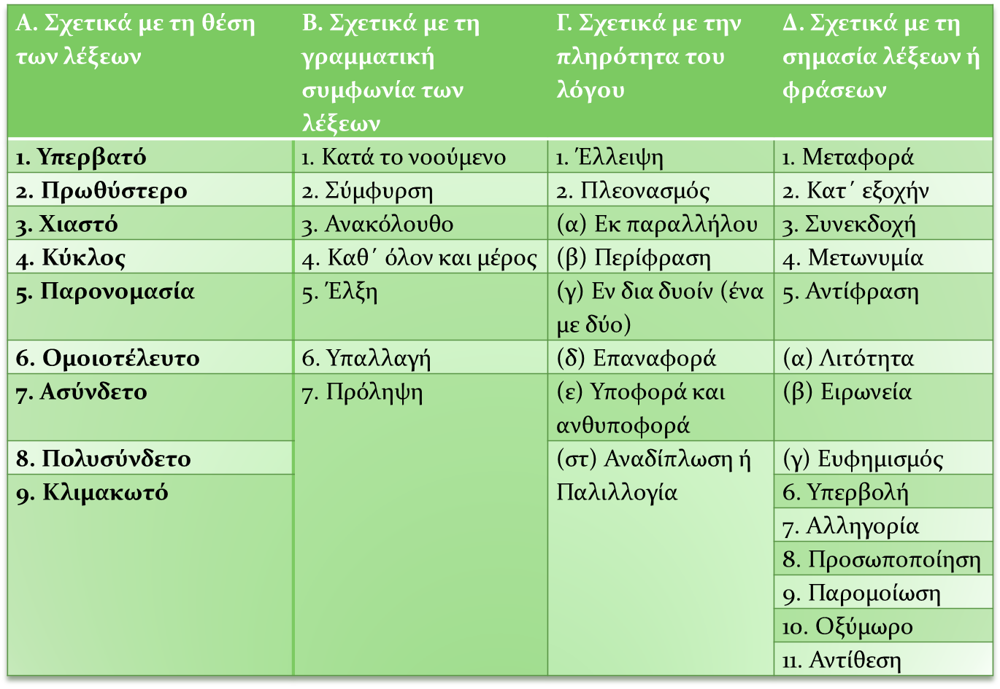 Α. Σχετικά με τη θέση
των λέξεων
Β. Σχετικά με τη
γραμματική
συμφωνία των
λέξεων
Γ. Σχετικά με την
πληρότητα του
λόγου
Δ. Σχετικά με τη
σημασία λέξεων ή
φράσεων
1. Υπερβατό
1. Κατά το νοούμενο
1. Έλλειψη
1. Μεταφορά
2. Πρωθύστερο
2. Σύμφυρση
2. Πλεονασμός
2. Κατ΄ εξοχήν
3. Χιαστό
3. Ανακόλουθο
(α) Εκ παραλλήλου
3. Συνεκδοχή
4. Κύκλος
4. Καθ΄ όλον και μέρος
(β) Περίφραση
4. Μετωνυμία
5. Παρονομασία
5. Έλξη
(γ) Εν δια δυοίν (ένα
με δύο)
5. Αντίφραση
6. Ομοιοτέλευτο
6. Υπαλλαγή
(δ) Επαναφορά
(α) Λιτότητα
7. Ασύνδετο
7. Πρόληψη
(ε) Υποφορά και
ανθυποφορά
(β) Ειρωνεία
8. Πολυσύνδετο
(στ) Αναδίπλωση ή
Παλιλλογία
(γ) Ευφημισμός
9. Κλιμακωτό
6. Υπερβολή
7. Αλληγορία
8. Προσωποποίηση
9. Παρομοίωση
10. Οξύμωρο
11. Αντίθεση